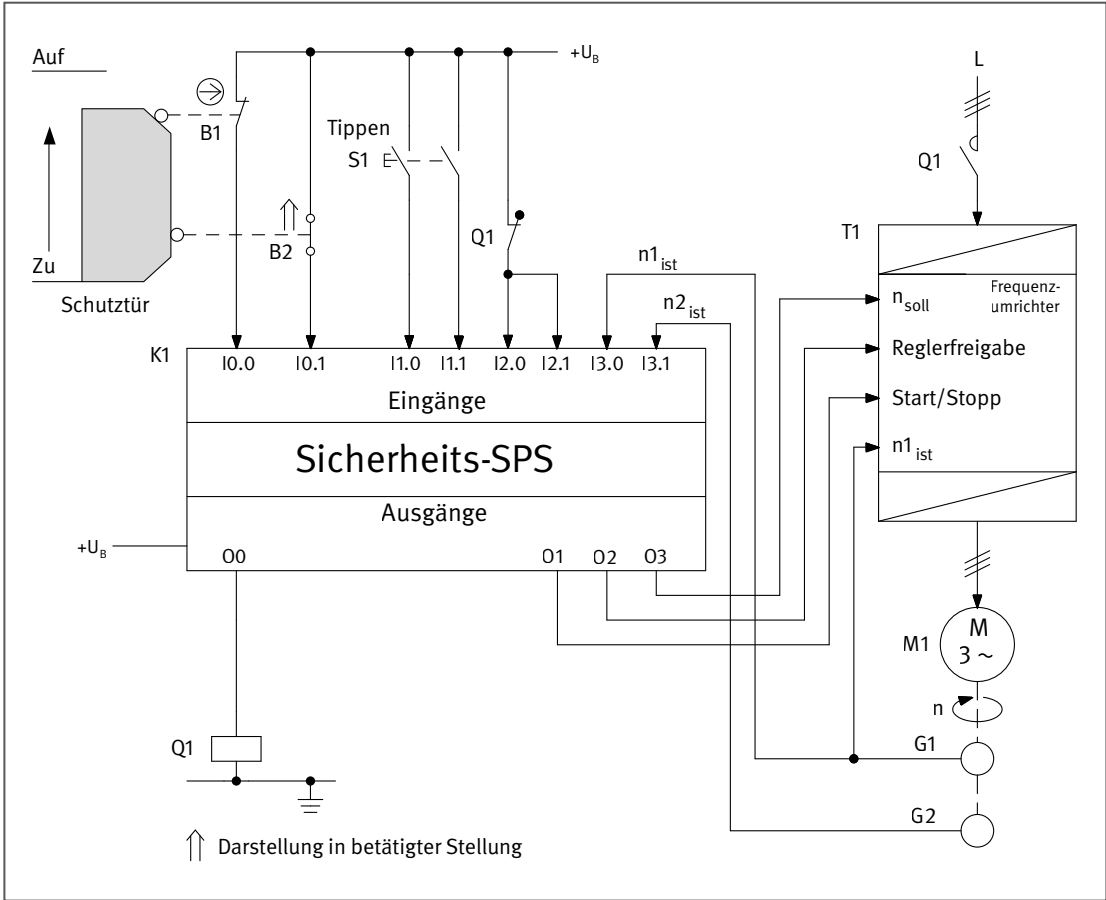 Auf
+U_B
L
B1
Tippen
S1
Q1
B2
Q1
T1
Zu
n1_ist
Schutztür
n2_ist
n_soll
Frequenz-
umrichter
K1
I0.0 I0.1 I1.0 I1.1 I2.0 I2.1 I3.0 I3.1
Reglerfreigabe
Eingänge
Start/Stopp
Sicherheits-SPS
n1_ist
Ausgänge
+U_B
O0 O1 O2 O3
M1
M
3 ~
n
Q1
G1
G2
Darstellung in betätigter Stellung